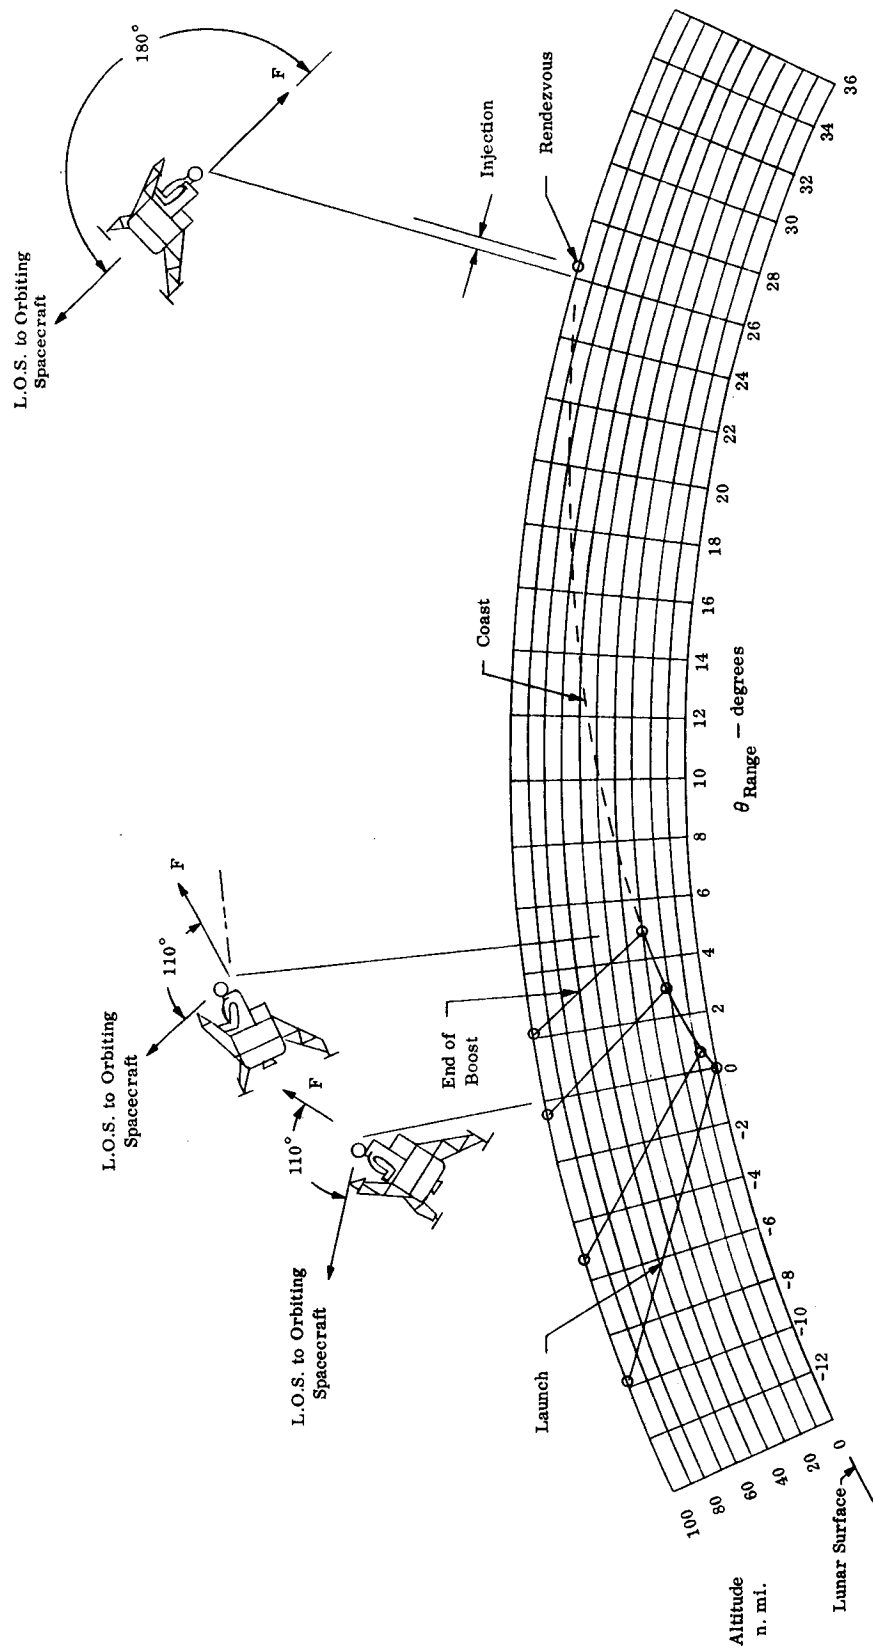 L.O.S. to Orbiting
Spacecraft
110°
F
L.O.S. to Orbiting
Spacecraft
110°
F
L.O.S. to Orbiting
Spacecraft
180°
F
Launch
End of
Boost
Coast
Injection
Rendezvous
Altitude
n. mi.
100
80
60
40
20
0
Lunar Surface
-12
-10
-8
-6
-4
-2
0
2
4
6
8
10
12
14
16
18
20
22
24
26
28
30
32
34
36
θ Range — degrees